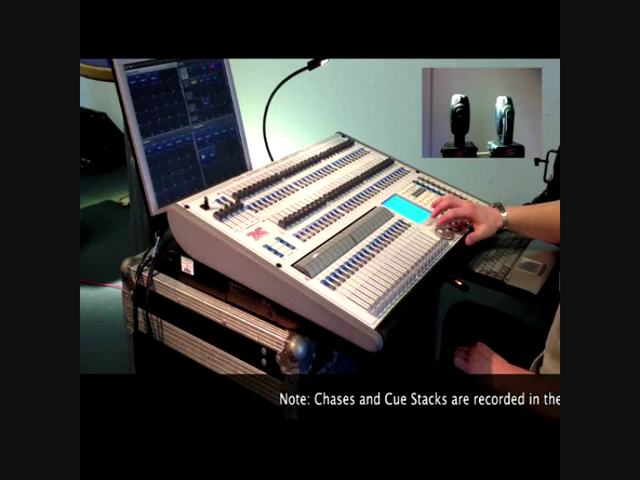 Note: Chases and Cue Stacks are recorded in the